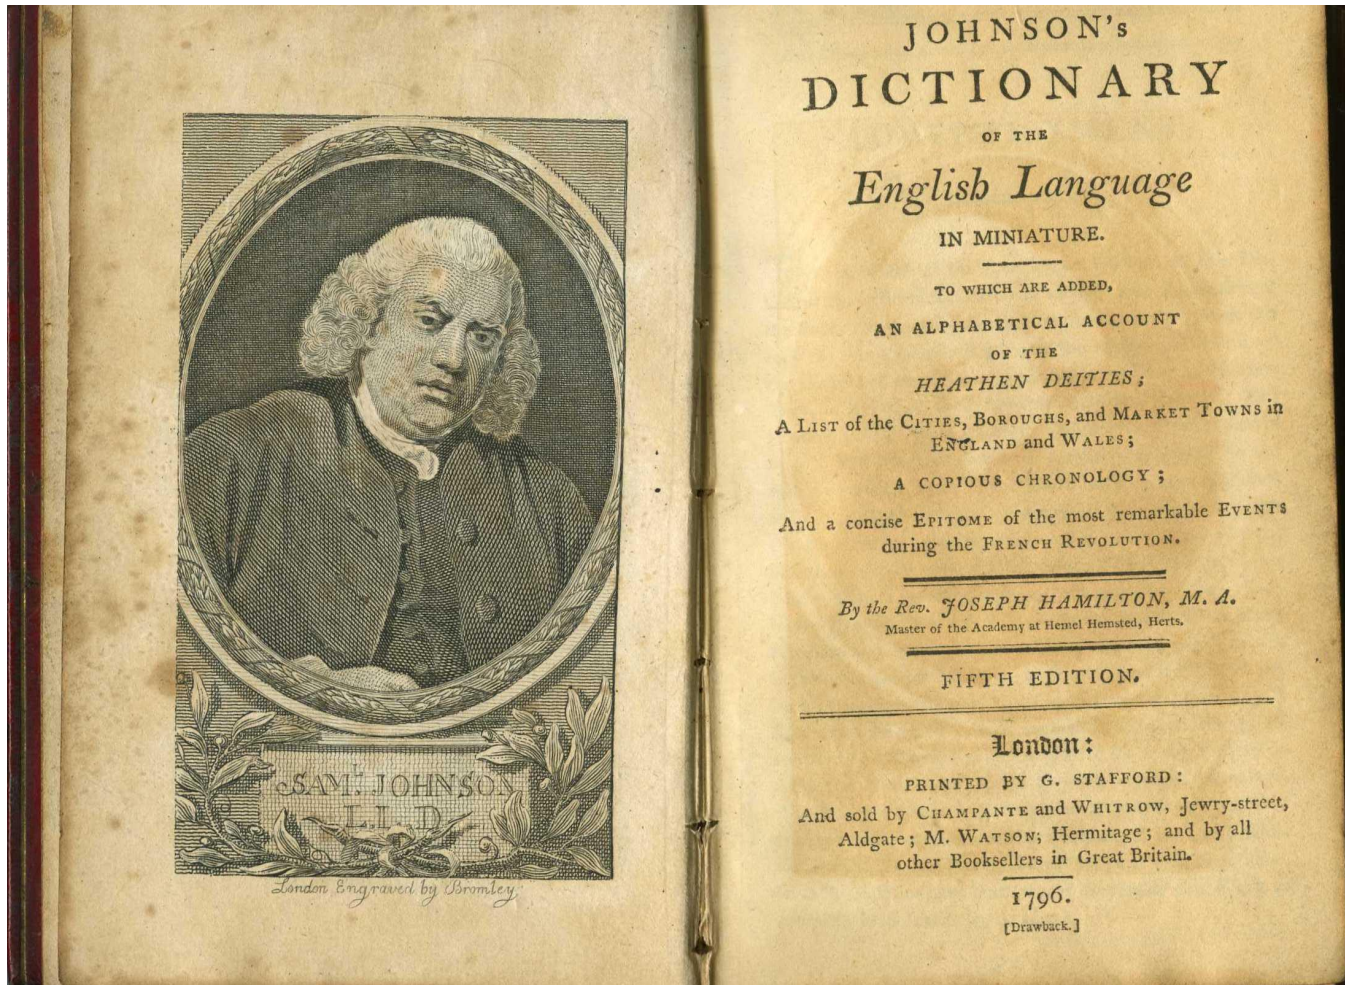 SAML. JOHNSON
L.L.D
London Engraved by Bromley
JOHNSON's
DICTIONARY
OF THE
English Language
IN MINIATURE.
TO WHICH ARE ADDED,
AN ALPHABETICAL ACCOUNT
OF THE
HEATHEN DEITIES;
A LIST of the CITIES, BOROUGHS, and MARKET TOWNS in
ENGLAND and WALES;
A COPIOUS CHRONOLOGY;
And a concise EPITOME of the most remarkable EVENTS
during the FRENCH REVOLUTION.
By the Rev. JOSEPH HAMILTON, M. A.
Master of the Academy at Hemel Hemsted, Herts.
FIFTH EDITION.
London:
PRINTED BY G. STAFFORD:
And sold by CHAMPANTE and WHITROW, Jewry-street,
Aldgate; M. WATSON, Hermitage; and by all
other Booksellers in Great Britain.
1796.
[Drawback.]